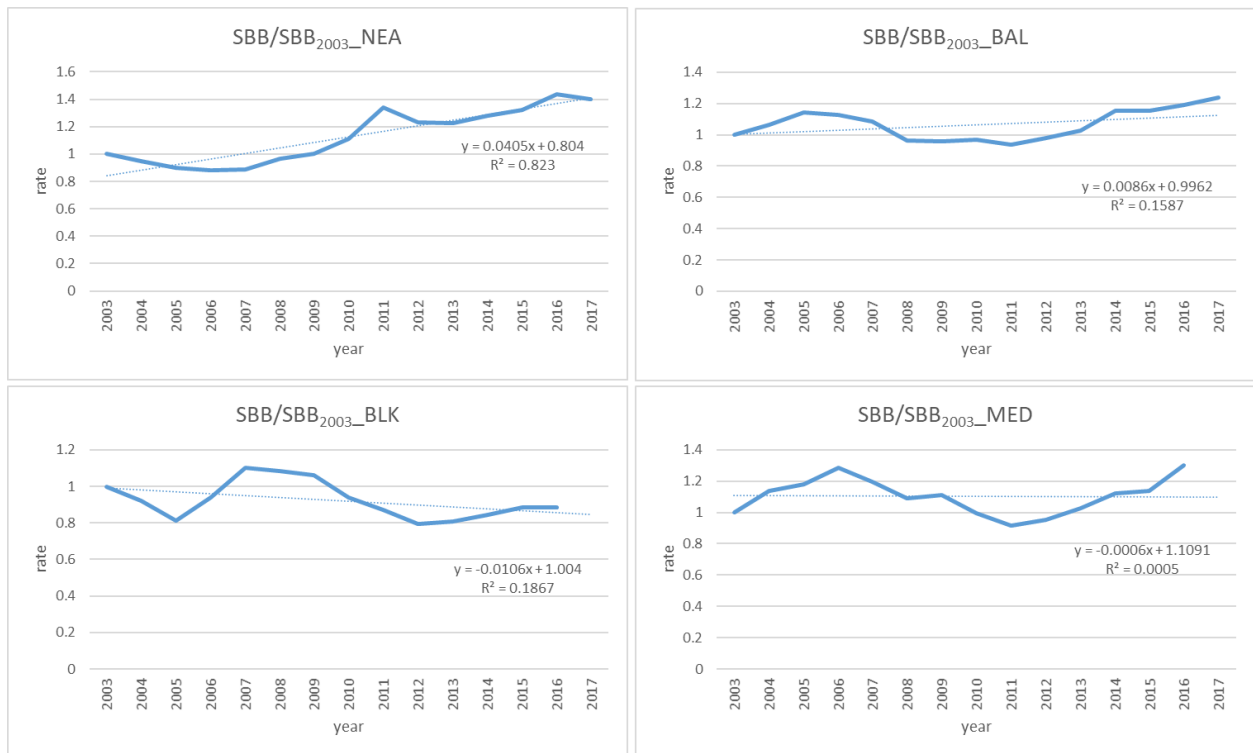 SBB/SBB₂₀₀₃_NEA
1.6
1.4
1.2
1
0.8
0.6
0.4
0.2
0
rate
y = 0.0405x + 0.804
R² = 0.823
2003 2004 2005 2006 2007 2008 2009 2010 2011 2012 2013 2014 2015 2016 2017
year
SBB/SBB₂₀₀₃_BAL
1.4
1.2
1
0.8
0.6
0.4
0.2
0
rate
y = 0.0086x + 0.9962
R² = 0.1587
2003 2004 2005 2006 2007 2008 2009 2010 2011 2012 2013 2014 2015 2016 2017
year
SBB/SBB₂₀₀₃_BLK
1.2
1
0.8
0.6
0.4
0.2
0
rate
y = -0.0106x + 1.004
R² = 0.1867
2003 2004 2005 2006 2007 2008 2009 2010 2011 2012 2013 2014 2015 2016 2017
year
SBB/SBB₂₀₀₃_MED
1.4
1.2
1
0.8
0.6
0.4
0.2
0
rate
y = -0.0006x + 1.1091
R² = 0.0005
2003 2004 2005 2006 2007 2008 2009 2010 2011 2012 2013 2014 2015 2016 2017
year